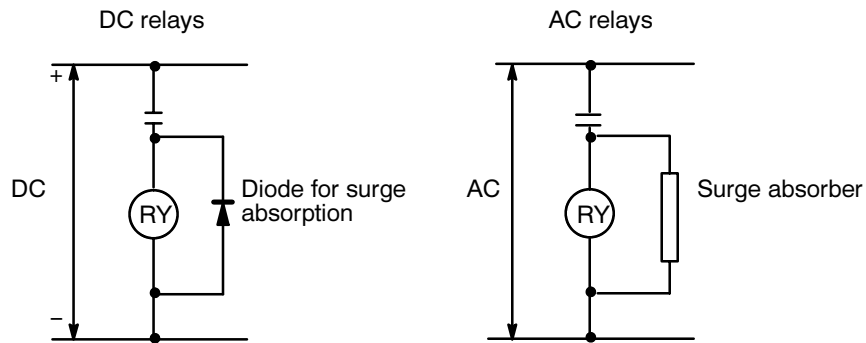 DC relays
AC relays
+
DC
RY
Diode for surge
absorption
AC
RY
Surge absorber
−